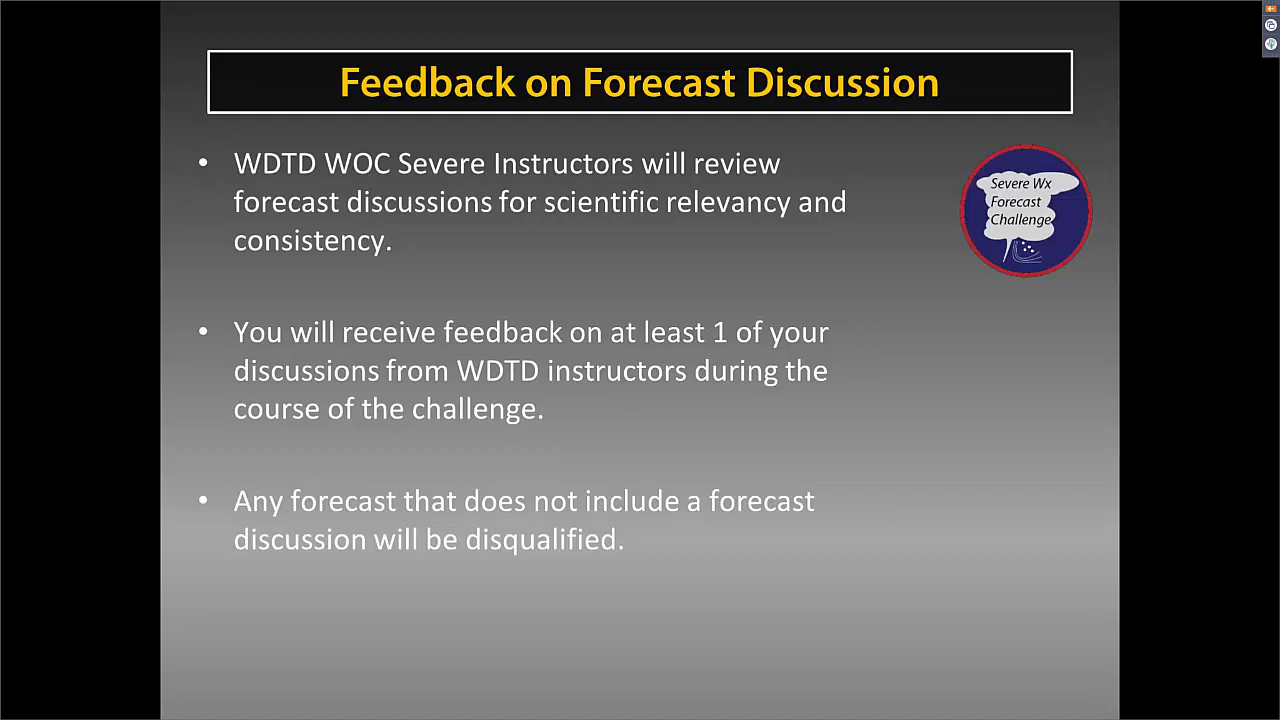 Feedback on Forecast Discussion
• WDTD WOC Severe Instructors will review
forecast discussions for scientific relevancy and
consistency.
• You will receive feedback on at least 1 of your
discussions from WDTD instructors during the
course of the challenge.
• Any forecast that does not include a forecast
discussion will be disqualified.
Severe Wx
Forecast
Challenge